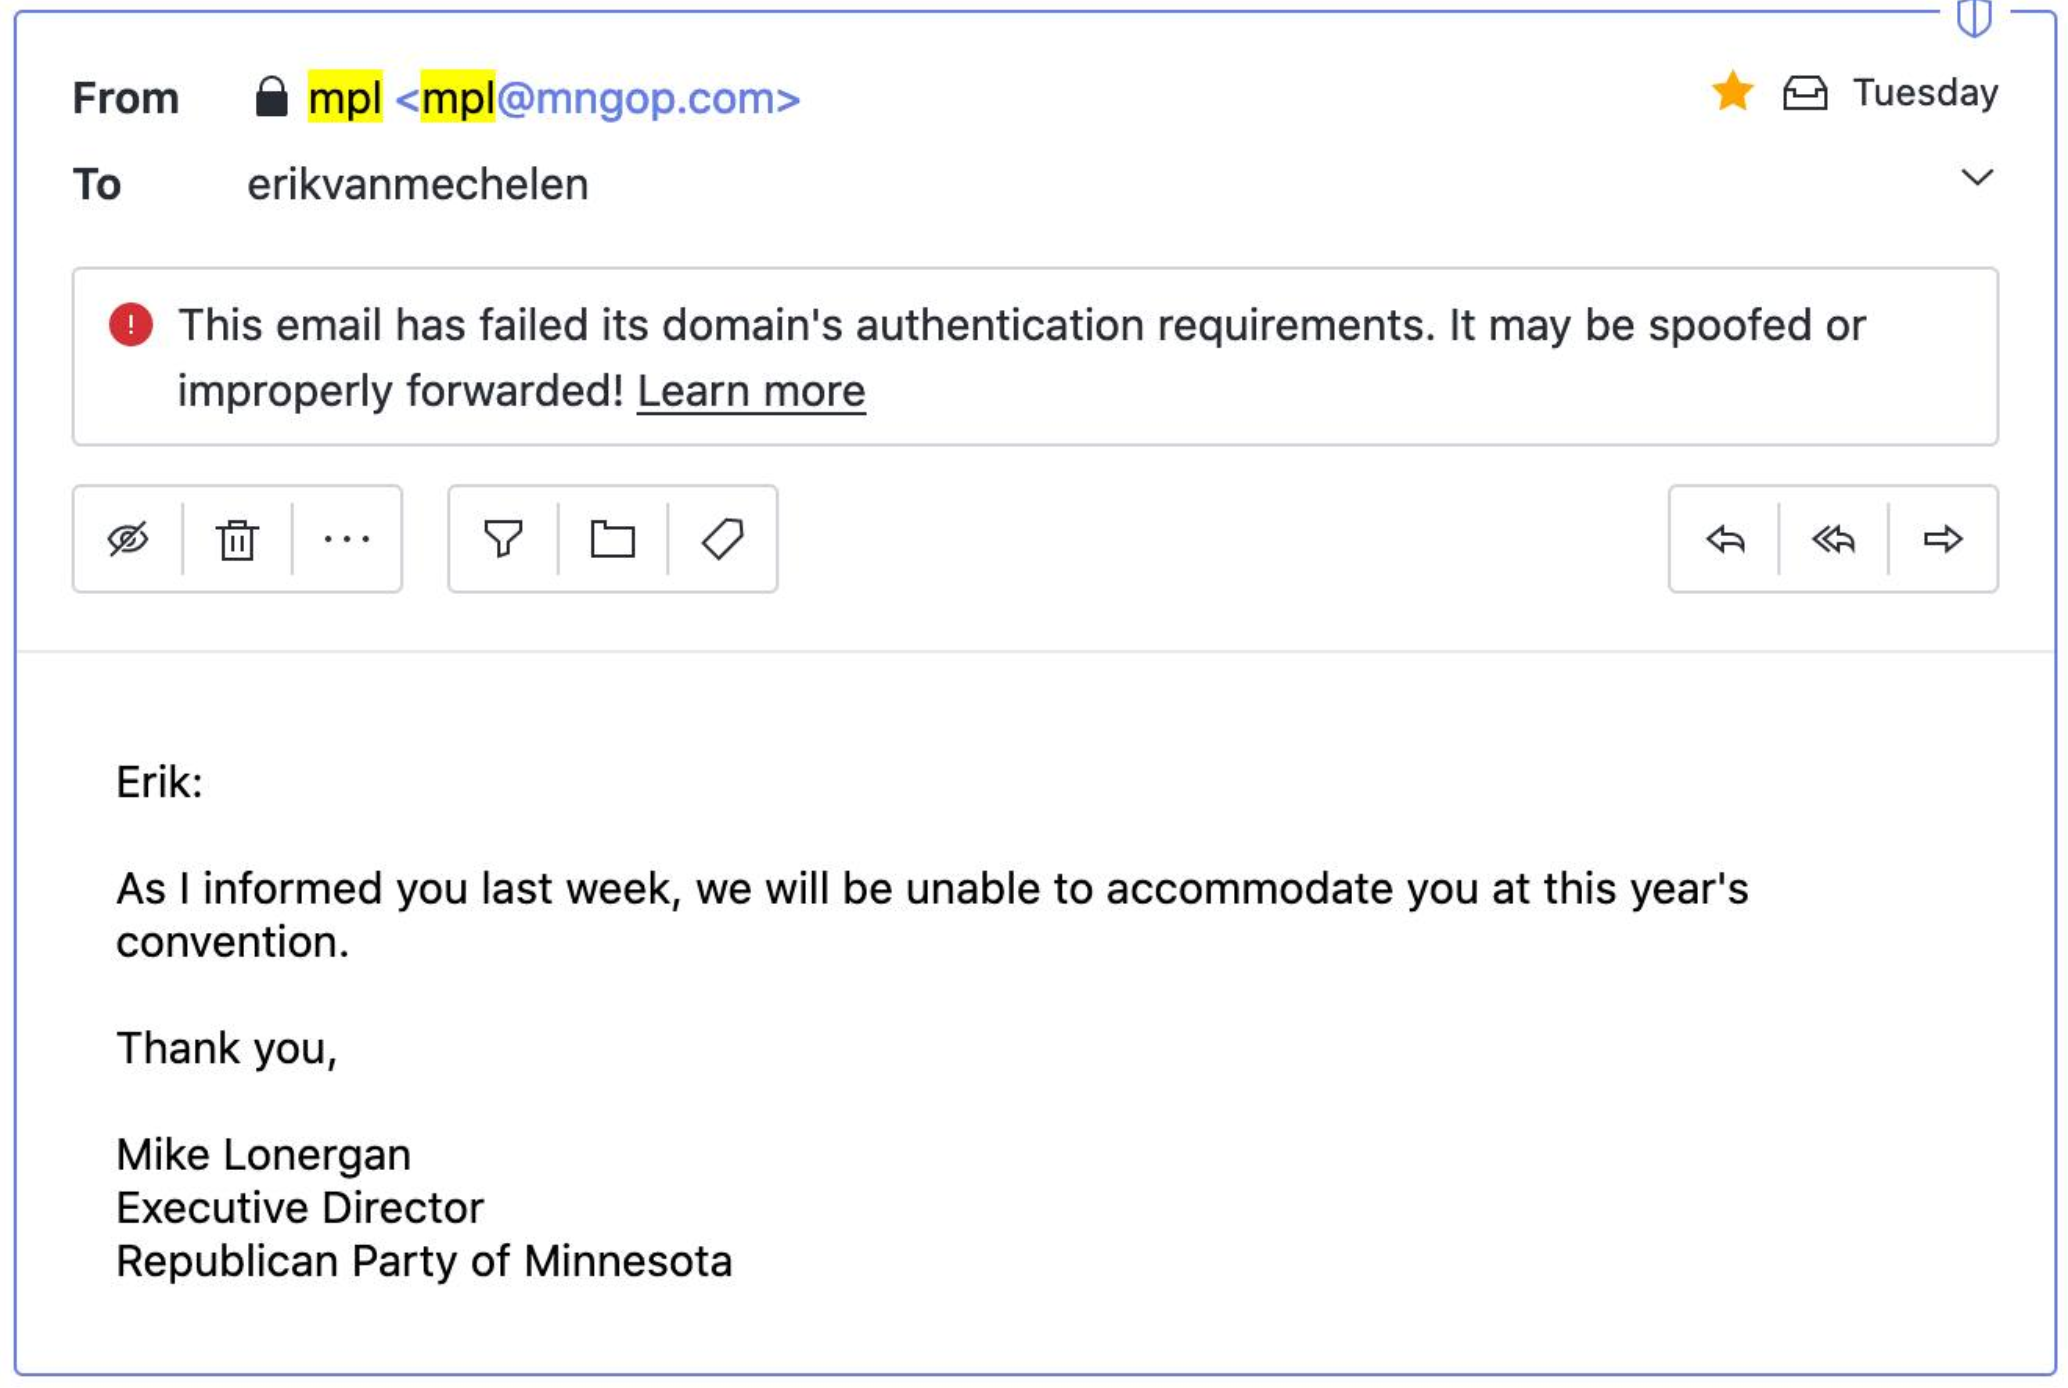 From mpl <mpl@mngop.com> Tuesday
To erikvanmechelen
This email has failed its domain's authentication requirements. It may be spoofed or
improperly forwarded! Learn more
Erik:
As I informed you last week, we will be unable to accommodate you at this year's
convention.
Thank you,
Mike Lonergan
Executive Director
Republican Party of Minnesota